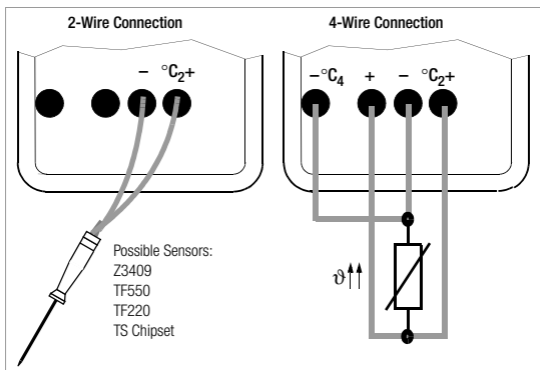 2-Wire Connection
4-Wire Connection
– °C2+
–°C4 + – °C2+
Possible Sensors:
Z3409
TF550
TF220
TS Chipset
ϑ